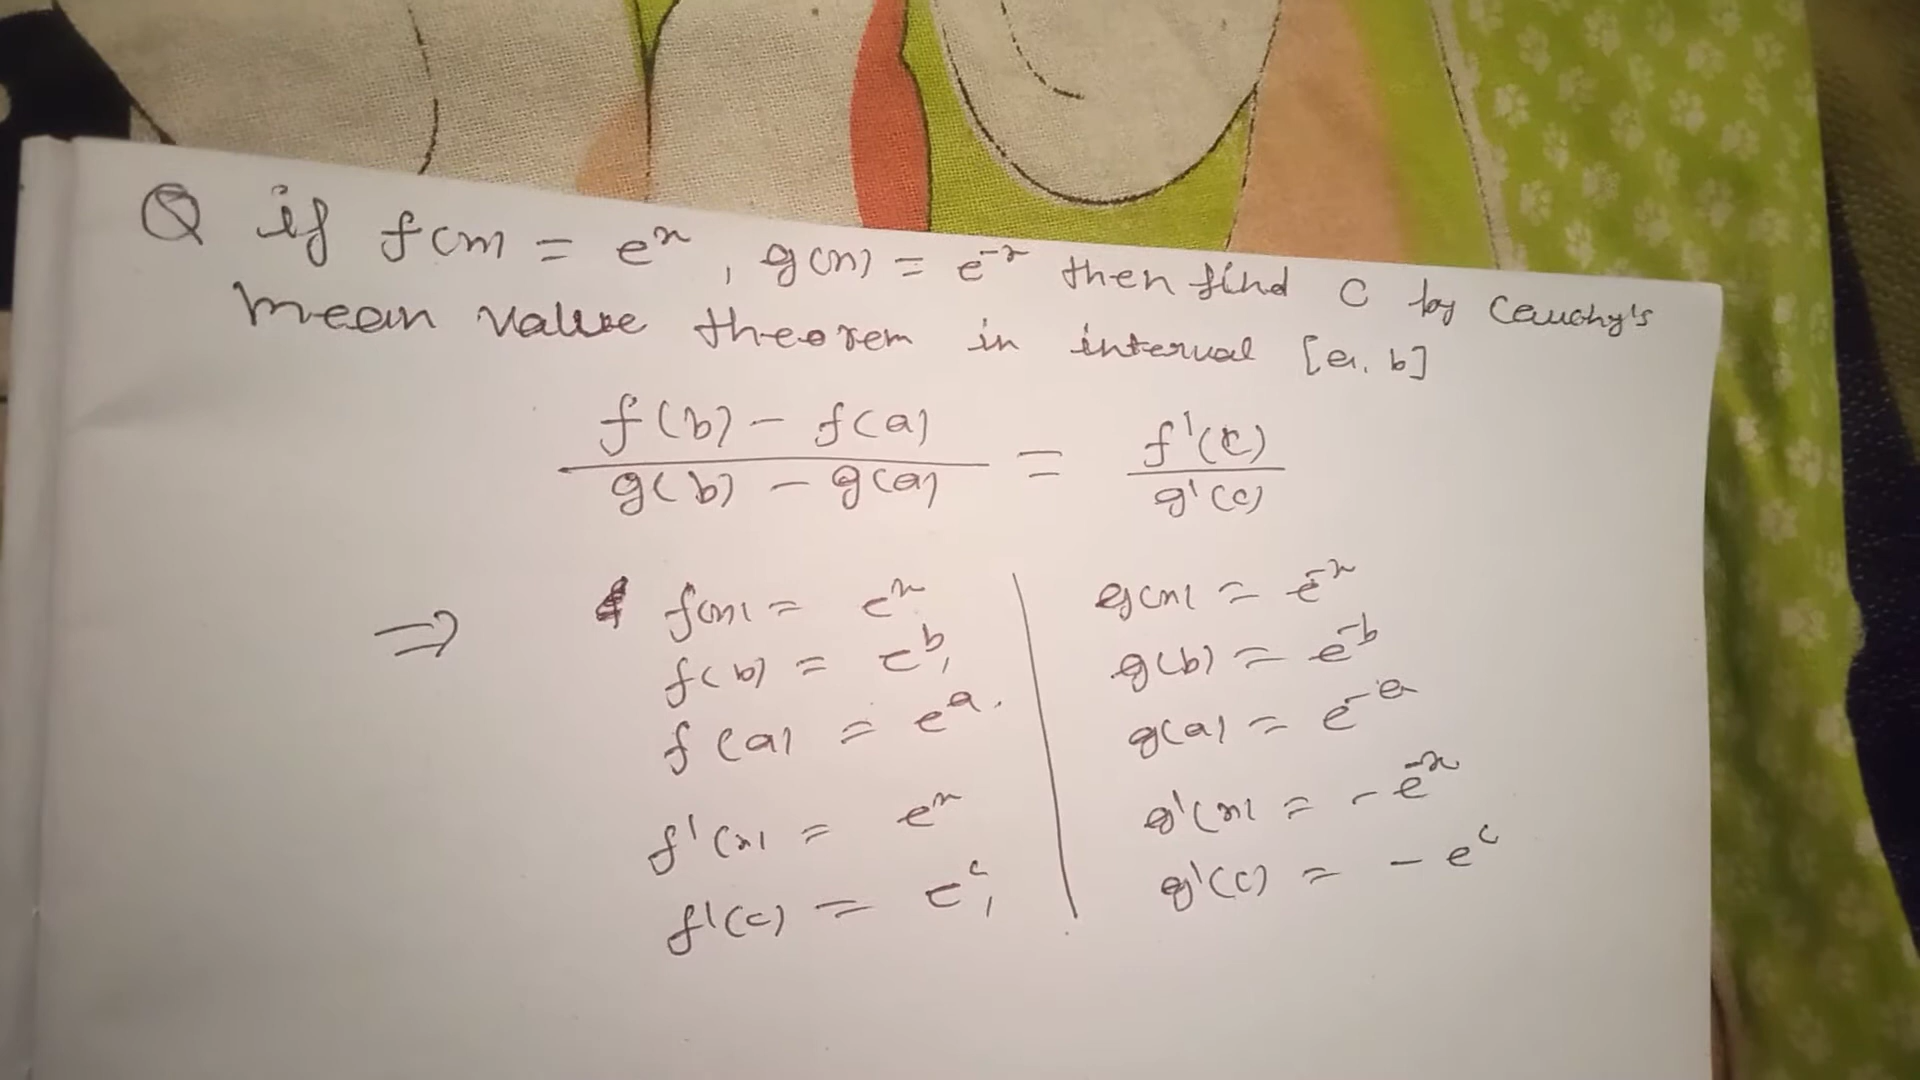 Q if f(x) = e^x, g(x) = e^-x then find c by Cauchy's
mean value theorem in interval [a, b]
f(b) - f(a) / g(b) - g(a) = f'(c) / g'(c)
⇒ f(x) = e^x | g(x) = e^-x
f(b) = e^b, | g(b) = e^-b
f(a) = e^a. | g(a) = e^-a
f'(x) = e^x | g'(x) = -e^-x
f'(c) = e^c, | g'(c) = -e^c